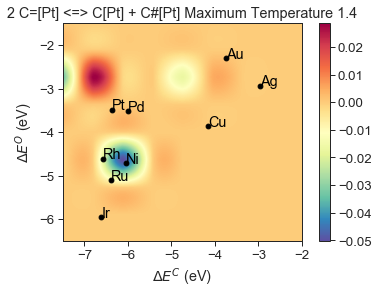 2 C=[Pt] <=> C[Pt] + C#[Pt] Maximum Temperature 1.4
−2
−3
−4
−5
−6
ΔE^O (eV)
Au
Ag
Pt
Pd
Cu
Rh
Ni
Ru
Ir
−7
−6
−5
−4
−3
−2
ΔE^C (eV)
0.02
0.01
0.00
−0.01
−0.02
−0.03
−0.04
−0.05